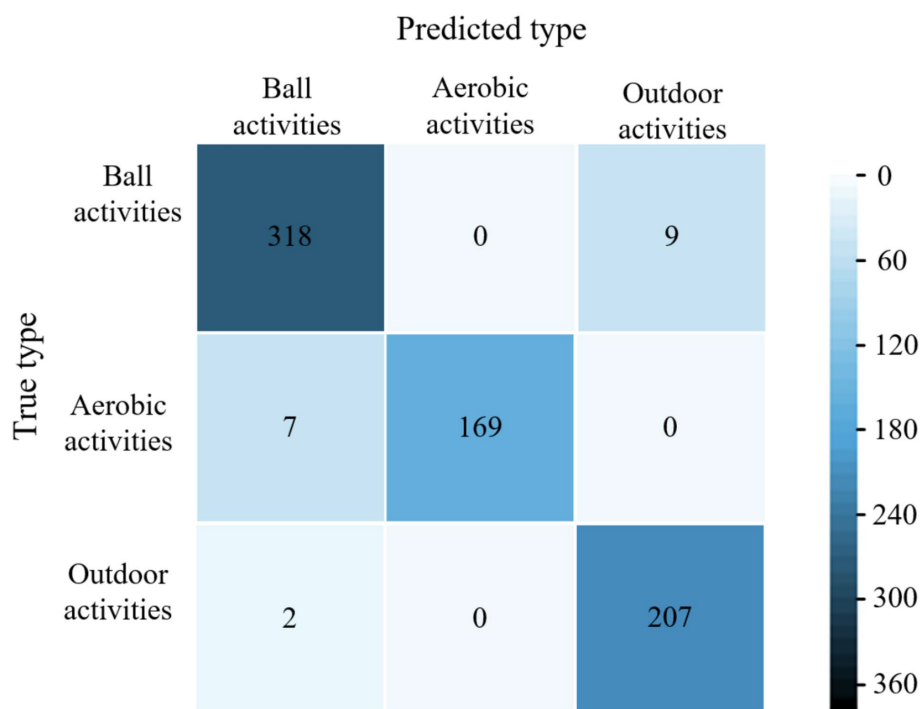 Predicted type
Ball
activities
Aerobic
activities
Outdoor
activities
True type
Ball
activities
318
0
9
Aerobic
activities
7
169
0
Outdoor
activities
2
0
207
0
60
120
180
240
300
360